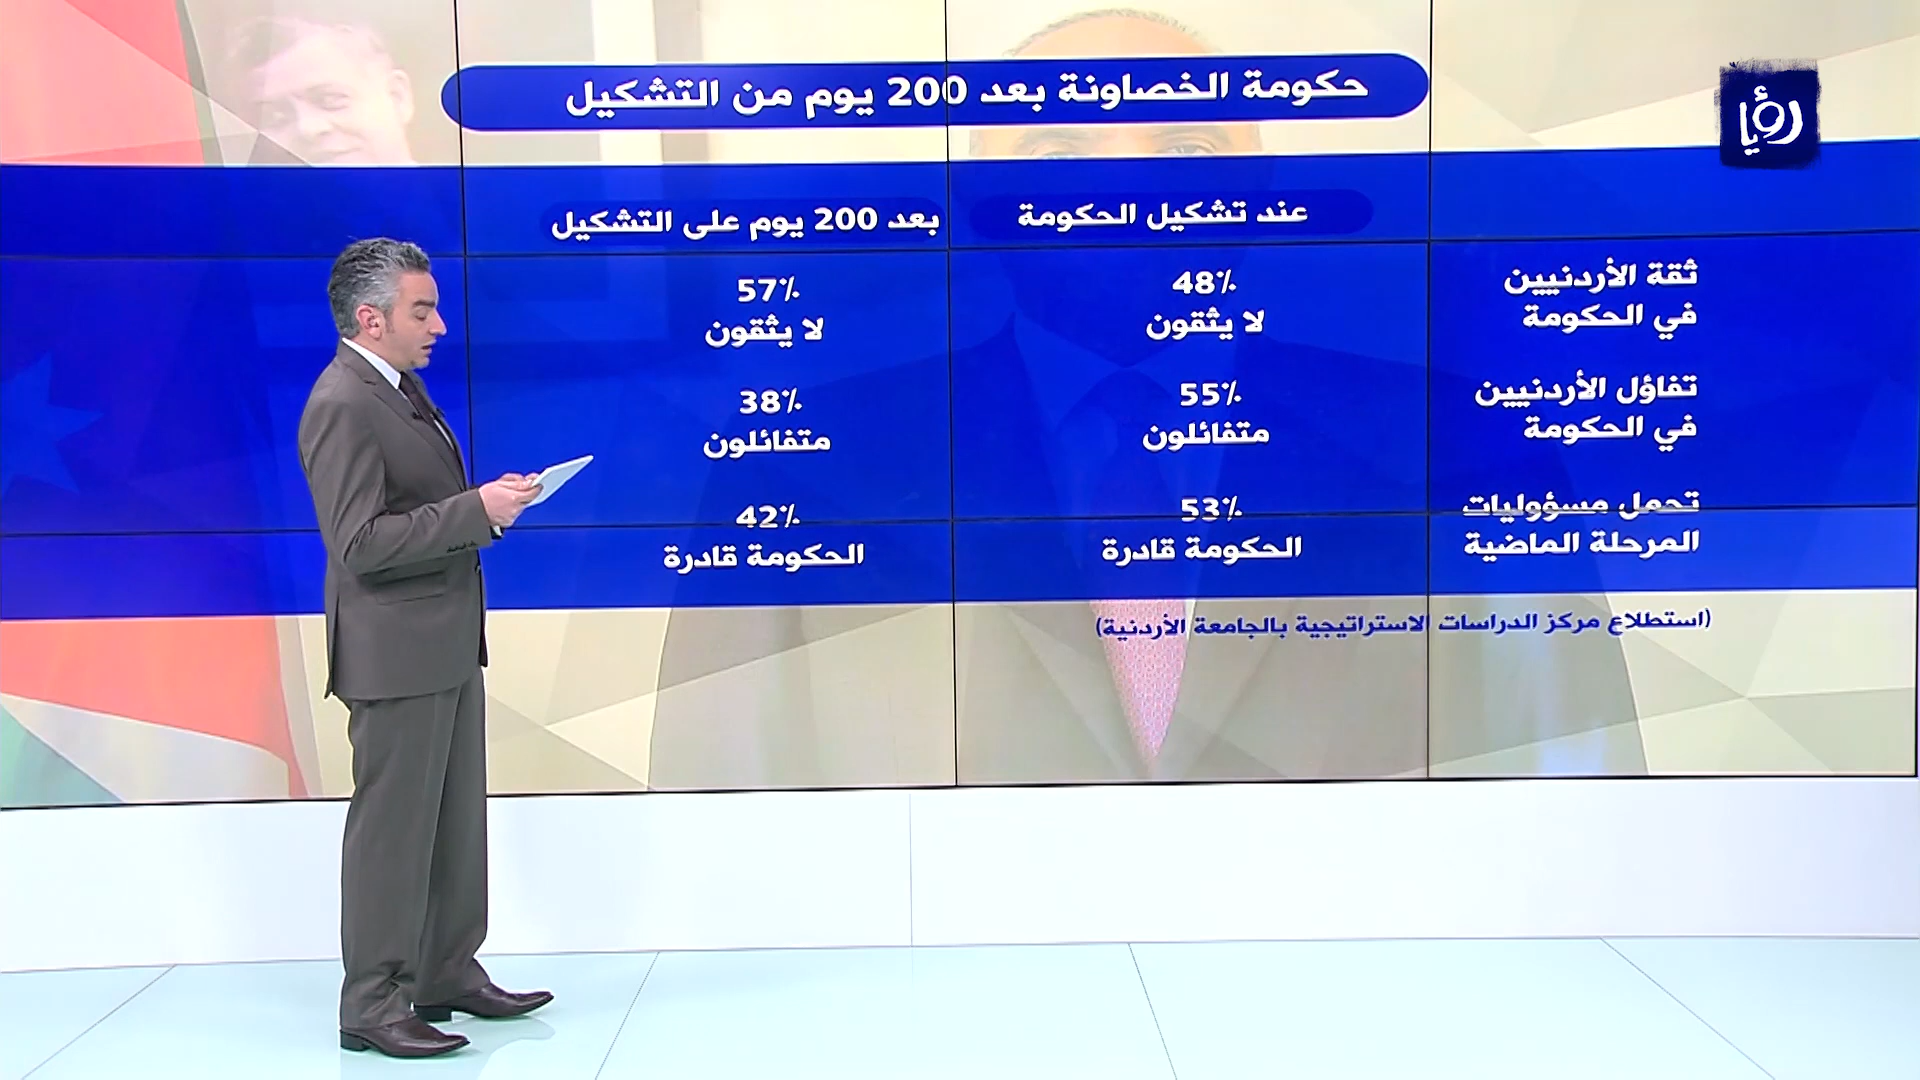 حكومة الخصاونة بعد 200 يوم من التشكيل
رؤيا
عند تشكيل الحكومة
بعد 200 يوم على التشكيل
ثقة الأردنيين
في الحكومة
48%
لا يثقون
57%
لا يثقون
تفاؤل الأردنيين
في الحكومة
55%
متفائلون
38%
متفائلون
تحمل مسؤوليات
المرحلة الماضية
53%
الحكومة قادرة
42%
الحكومة قادرة
(استطلاع مركز الدراسات الاستراتيجية بالجامعة الأردنية)